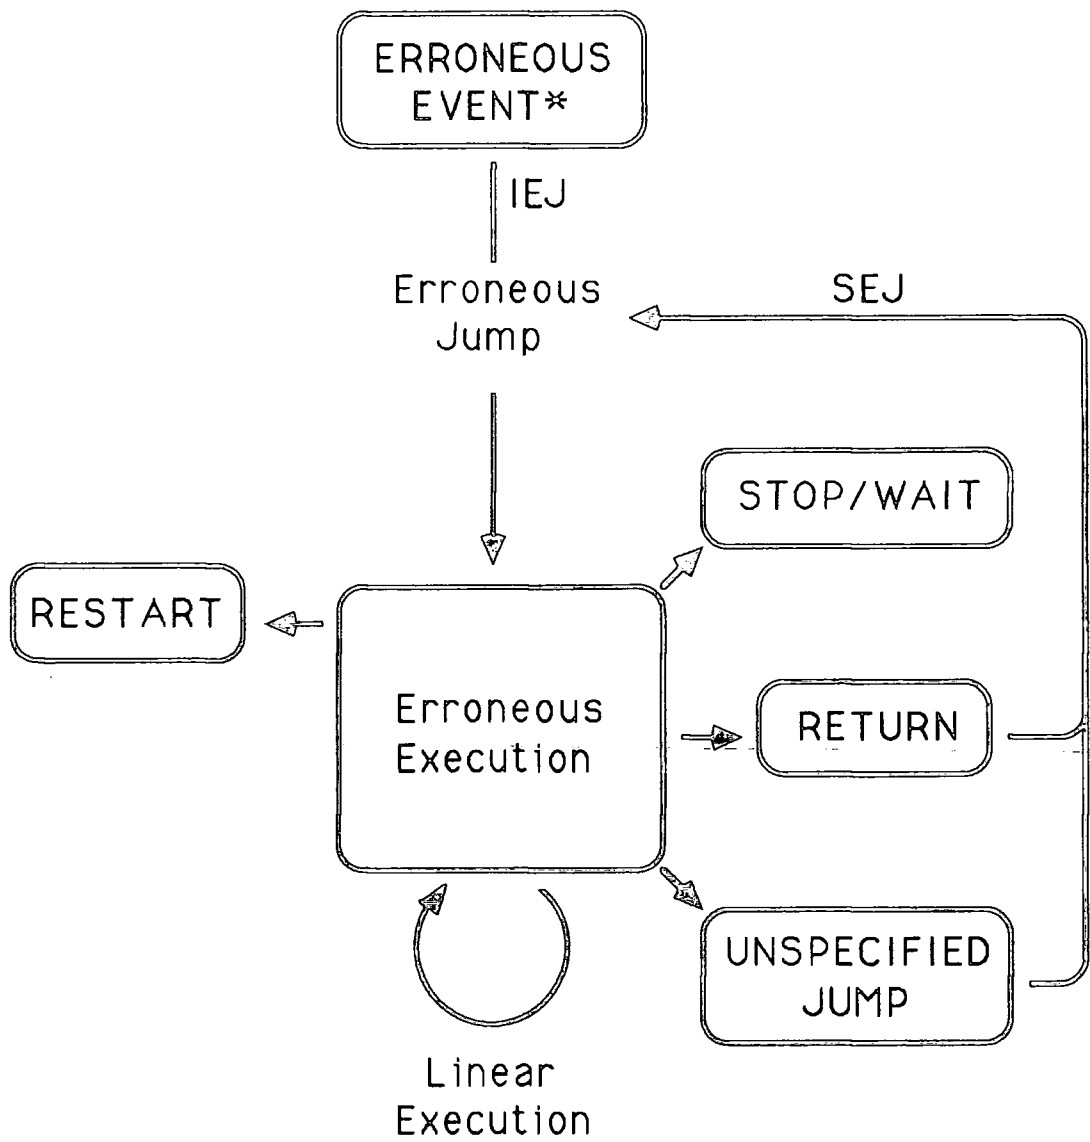 ERRONEOUS
EVENT*
IEJ
Erroneous
Jump
SEJ
STOP/WAIT
RESTART
Erroneous
Execution
RETURN
UNSPECIFIED
JUMP
Linear
Execution